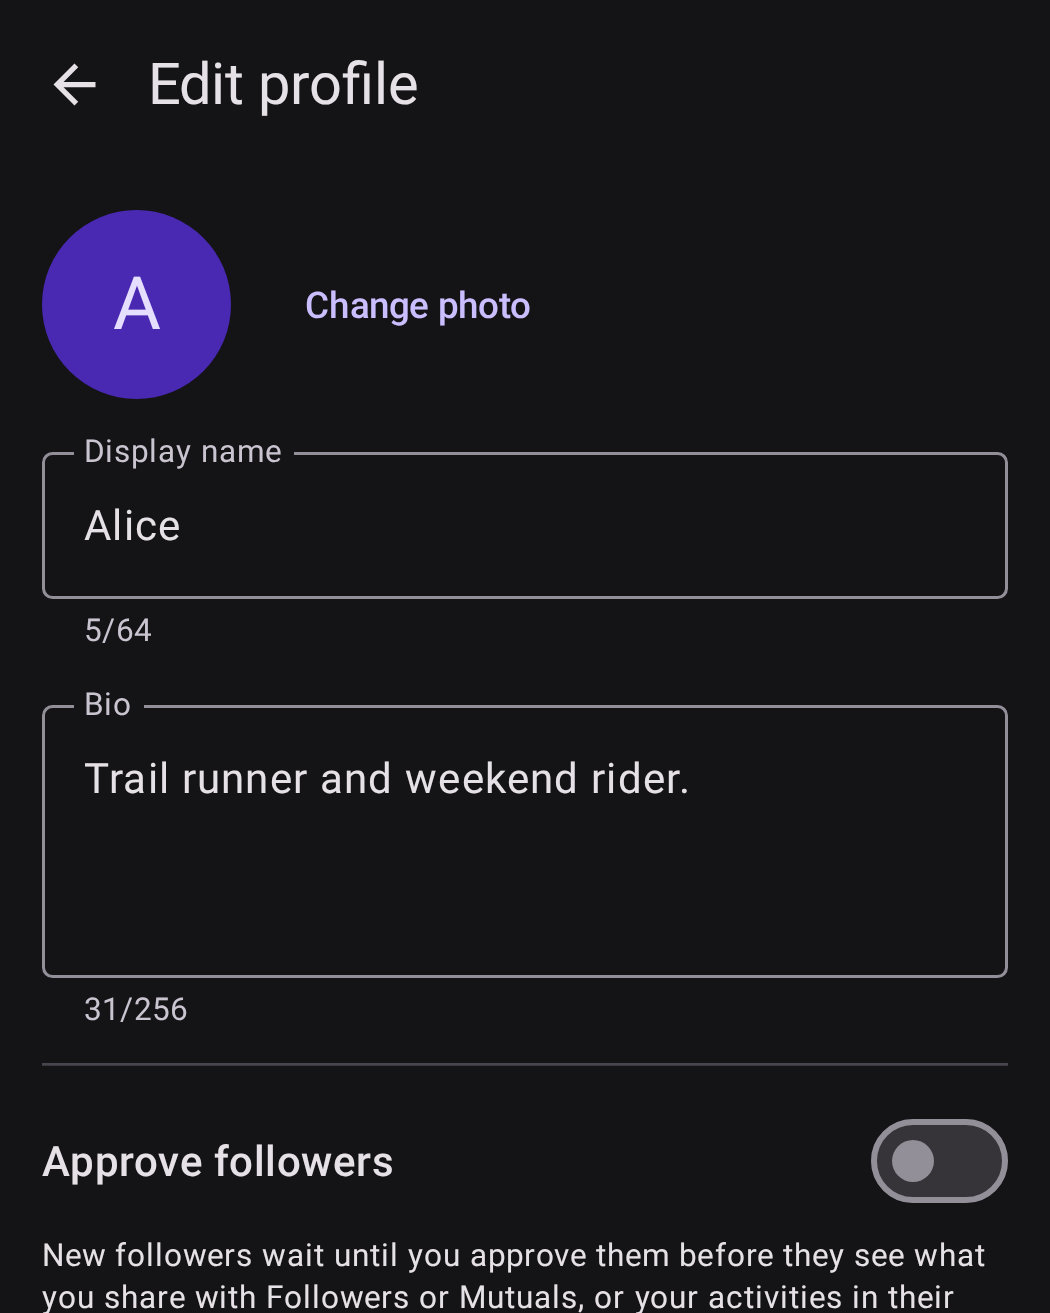 Edit profile
A
Change photo
Display name
Alice
5/64
Bio
Trail runner and weekend rider.
31/256
Approve followers
New followers wait until you approve them before they see what
you share with Followers or Mutuals, or your activities in their